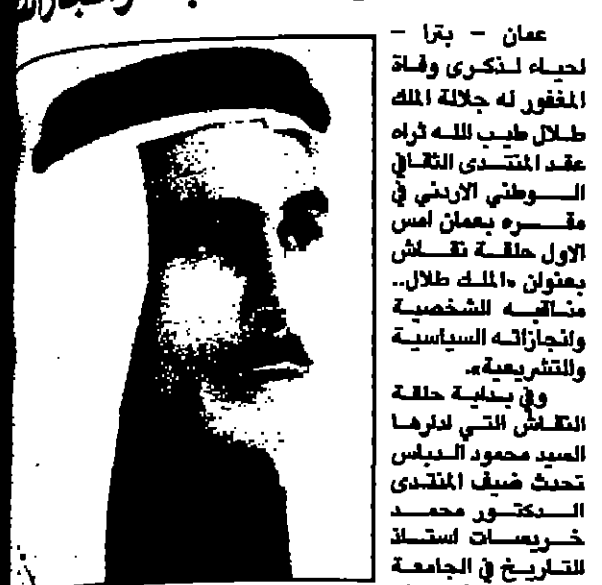 عمان - بترا -
احياء لذكرى وفاة
المغفور له جلالة الملك
طلال طيب الله ثراه
عقد المنتدى الثقافي
الوطني الاردني في
مقره بعمان امس
الاول حلقة نقاش
بعنوان «الملك طلال..
مناقبه الشخصية
وانجازاته السياسية
والتشريعية».
وفي بداية حلقة
النقاش التي ادارها
السيد محمود الدباس
تحدث ضيف المنتدى
الدكتور محمد
خريسات استاذ
التاريخ في الجامعة